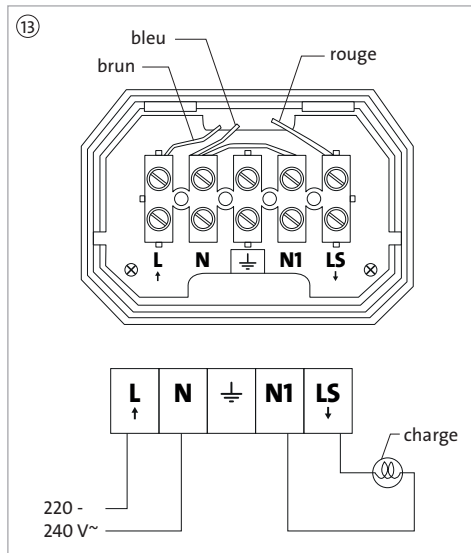 13
bleu
brun
rouge
L N N1 LS
L N N1 LS
charge
220 -
240 V~